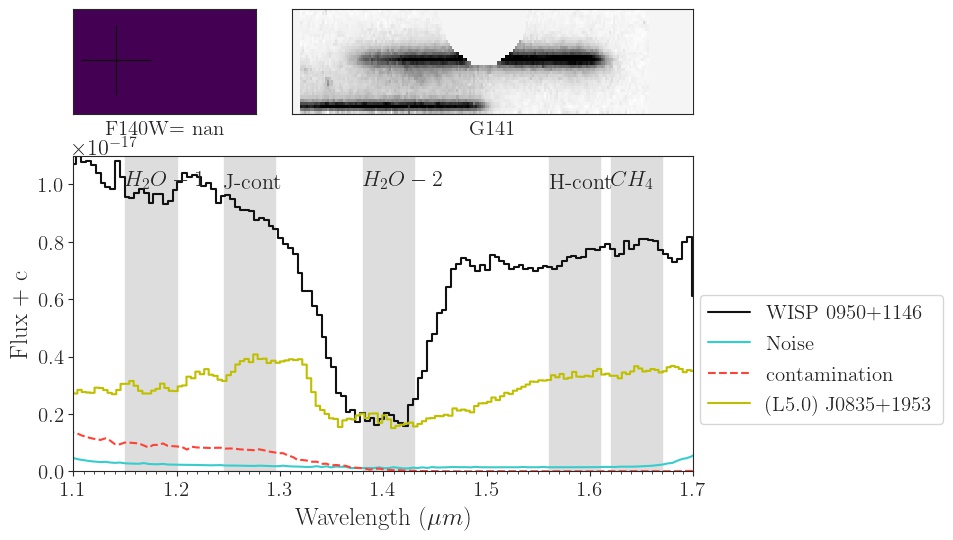 F140W= nan
G141
×10⁻¹⁷
H₂O − 1
J-cont
H₂O − 2
H-cont
CH₄
1.0
0.8
0.6
0.4
0.2
0.0
Flux + c
1.1
1.2
1.3
1.4
1.5
1.6
1.7
Wavelength (μm)
WISP 0950+1146
Noise
contamination
(L5.0) J0835+1953